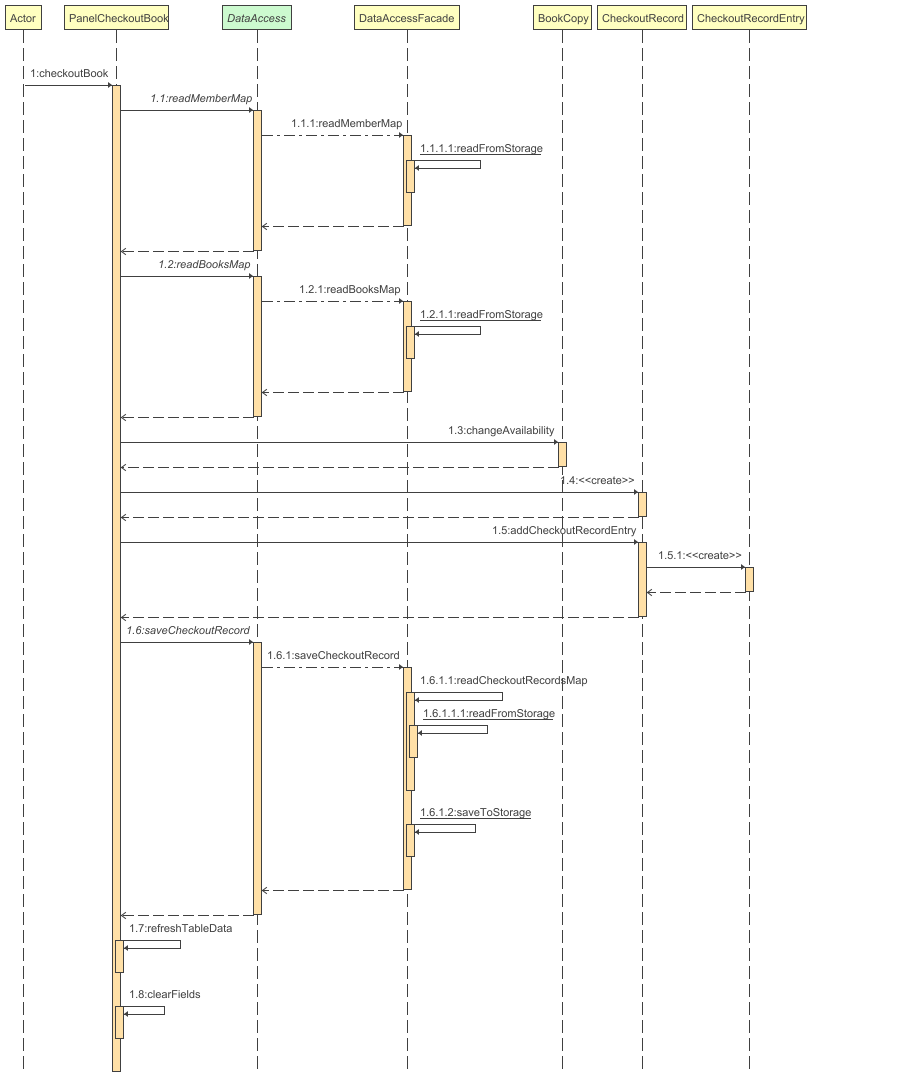 Actor
PanelCheckoutBook
DataAccess
DataAccessFacade
BookCopy
CheckoutRecord
CheckoutRecordEntry
1:checkoutBook
1.1:readMemberMap
1.1.1:readMemberMap
1.1.1.1:readFromStorage
1.2:readBooksMap
1.2.1:readBooksMap
1.2.1.1:readFromStorage
1.3:changeAvailability
1.4:<<create>>
1.5:addCheckoutRecordEntry
1.5.1:<<create>>
1.6:saveCheckoutRecord
1.6.1:saveCheckoutRecord
1.6.1.1:readCheckoutRecordsMap
1.6.1.1.1:readFromStorage
1.6.1.2:saveToStorage
1.7:refreshTableData
1.8:clearFields